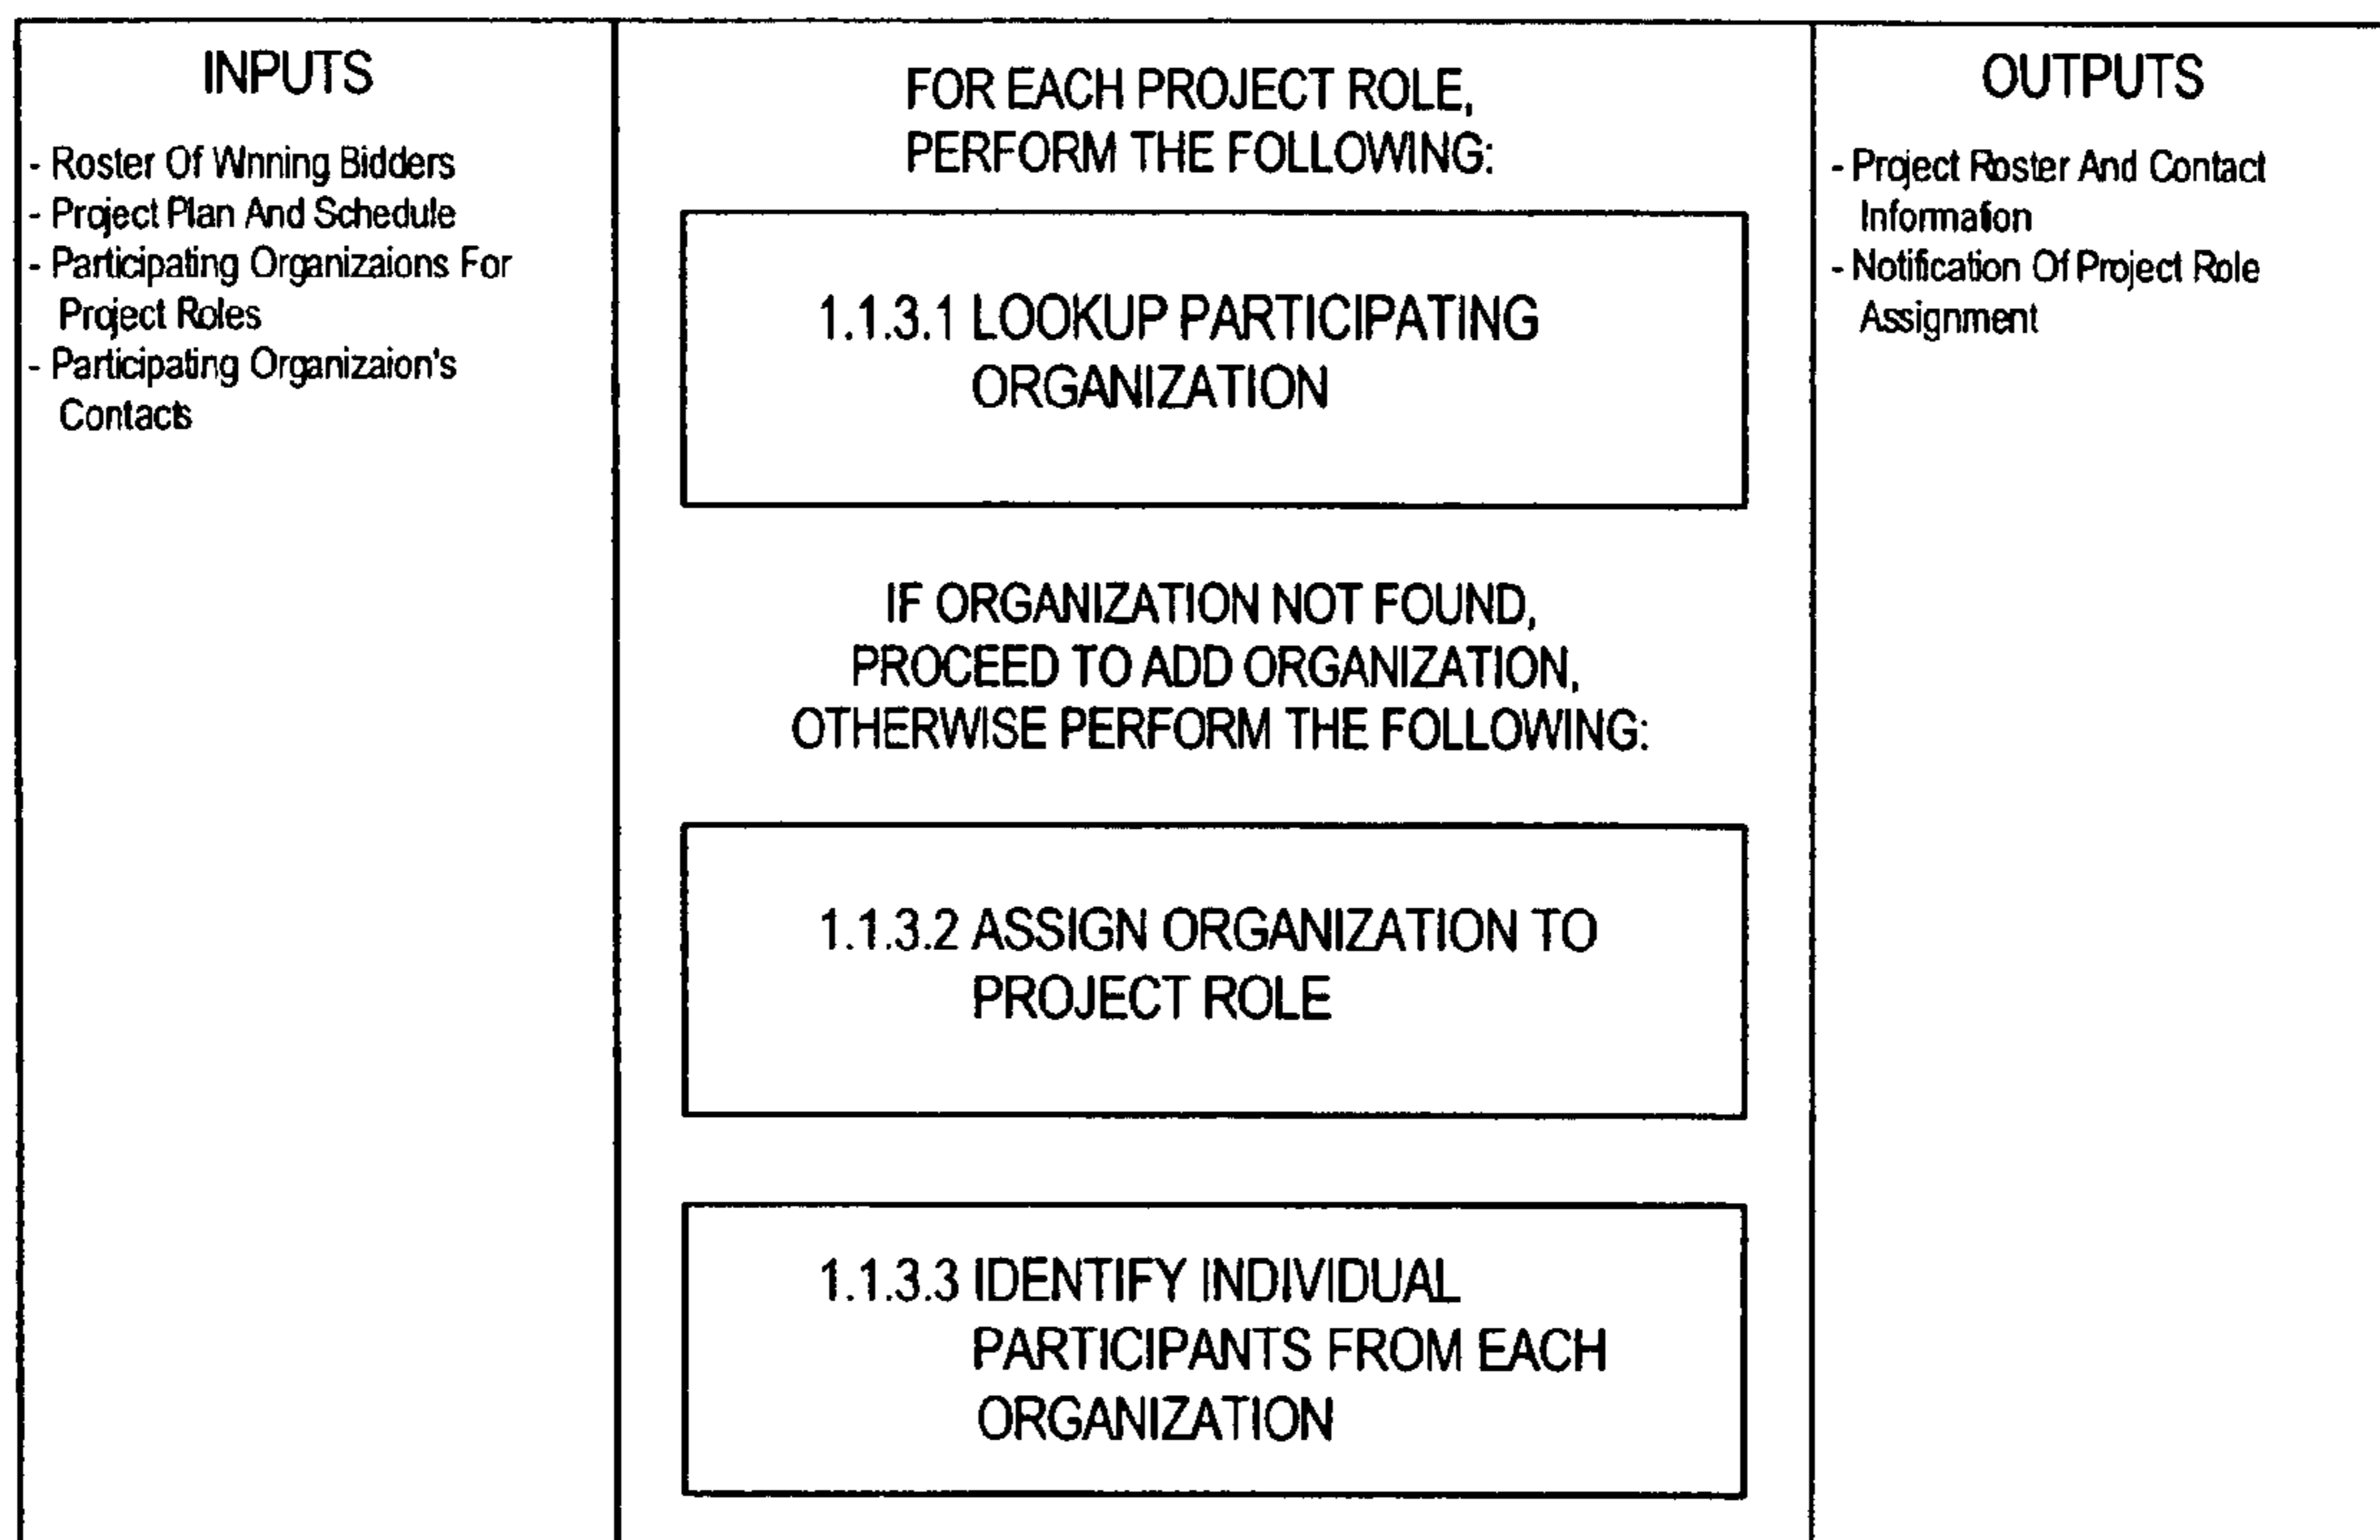 INPUTS
- Roster Of Wnning Bidders
- Project Plan And Schedule
- Participating Organizaions For
Project Roles
- Participating Organizaion's
Contacts
FOR EACH PROJECT ROLE,
PERFORM THE FOLLOWING:
1.1.3.1 LOOKUP PARTICIPATING
ORGANIZATION
IF ORGANIZATION NOT FOUND,
PROCEED TO ADD ORGANIZATION,
OTHERWISE PERFORM THE FOLLOWING:
1.1.3.2 ASSIGN ORGANIZATION TO
PROJECT ROLE
1.1.3.3 IDENTIFY INDIVIDUAL
PARTICIPANTS FROM EACH
ORGANIZATION
OUTPUTS
- Project Roster And Contact
Information
- Notification Of Project Role
Assignment